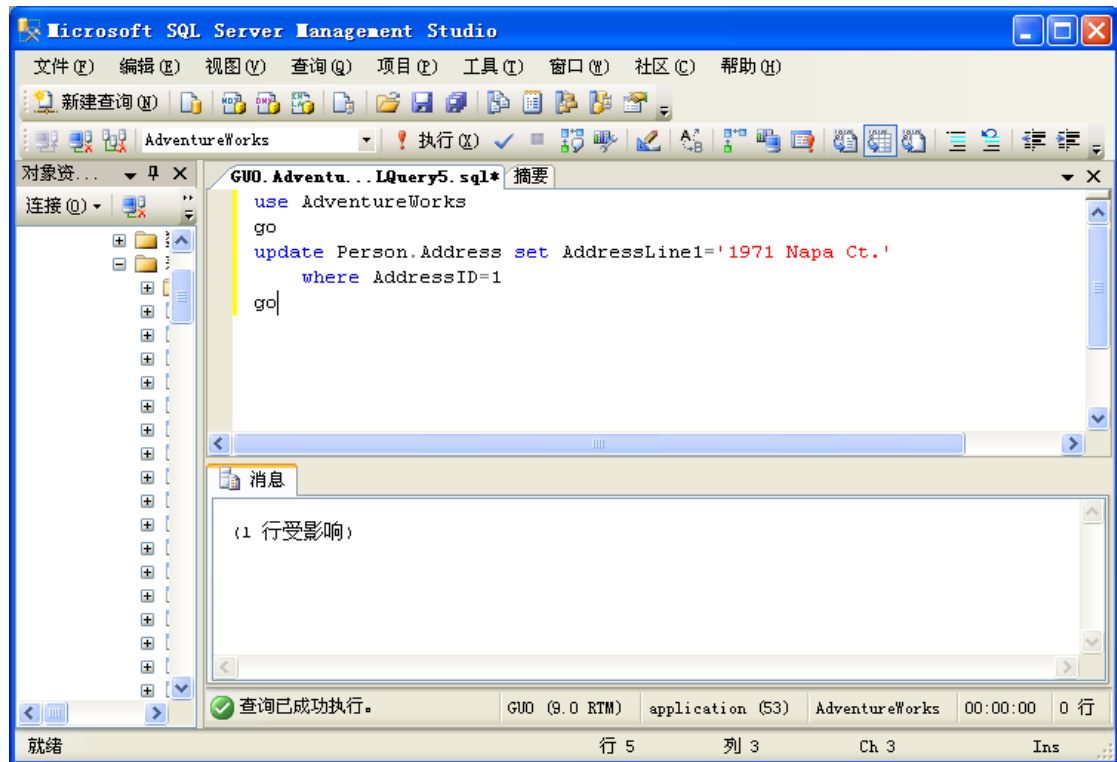 Microsoft SQL Server Management Studio
文件(F) 编辑(E) 视图(V) 查询(Q) 项目(P) 工具(T) 窗口(W) 社区(C) 帮助(H)
新建查询(N)
AdventureWorks 执行(X)
对象资...
GUO.Adventu...LQuery5.sql* 摘要
连接(O)
use AdventureWorks
go
update Person.Address set AddressLine1='1971 Napa Ct.'
where AddressID=1
go
消息
(1 行受影响)
查询已成功执行。 GUO (9.0 RTM) application (53) AdventureWorks 00:00:00 0 行
就绪 行 5 列 3 Ch 3 Ins